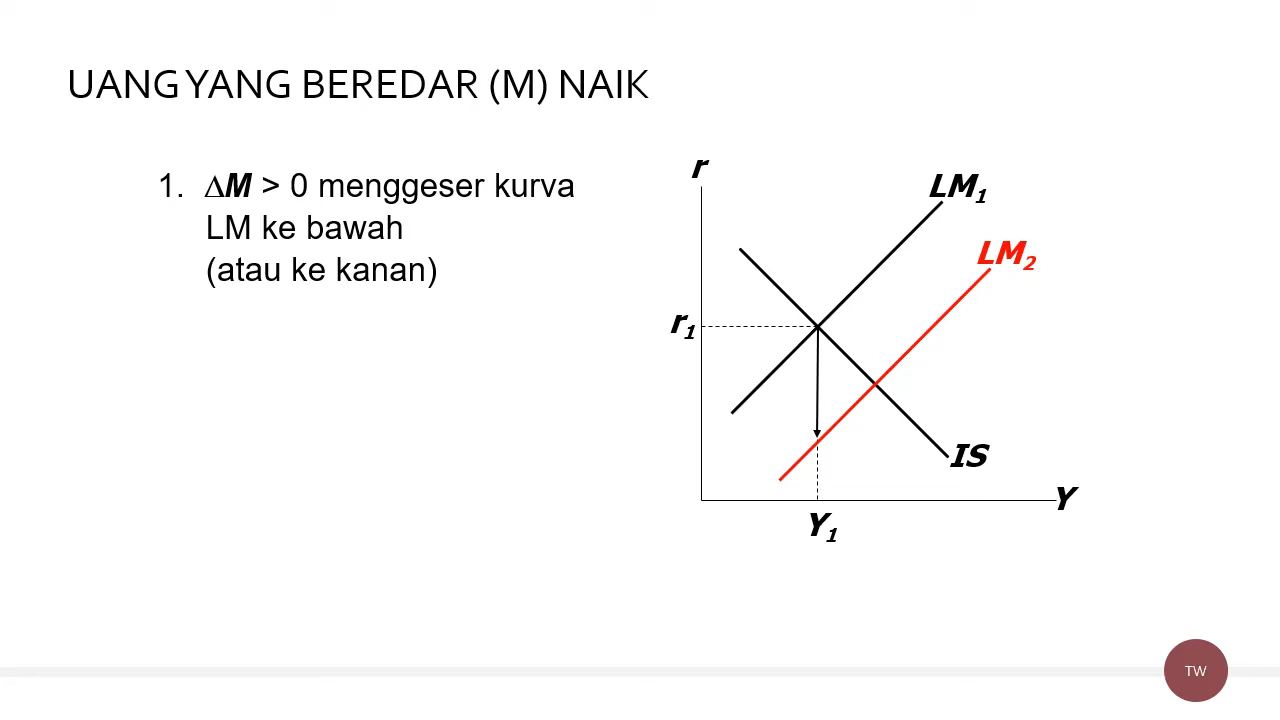 UANG YANG BEREDAR (M) NAIK
1. ∆M > 0 menggeser kurva
LM ke bawah
(atau ke kanan)
r
LM₁
LM₂
r₁
IS
Y
Y₁
TW